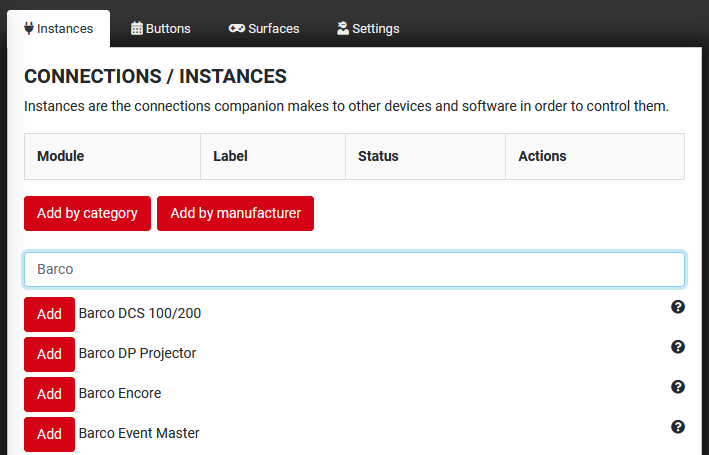 Instances Buttons Surfaces Settings
CONNECTIONS / INSTANCES
Instances are the connections companion makes to other devices and software in order to control them.
Module Label Status Actions
Add by category Add by manufacturer
Barco
Add Barco DCS 100/200 ?
Add Barco DP Projector ?
Add Barco Encore ?
Add Barco Event Master ?